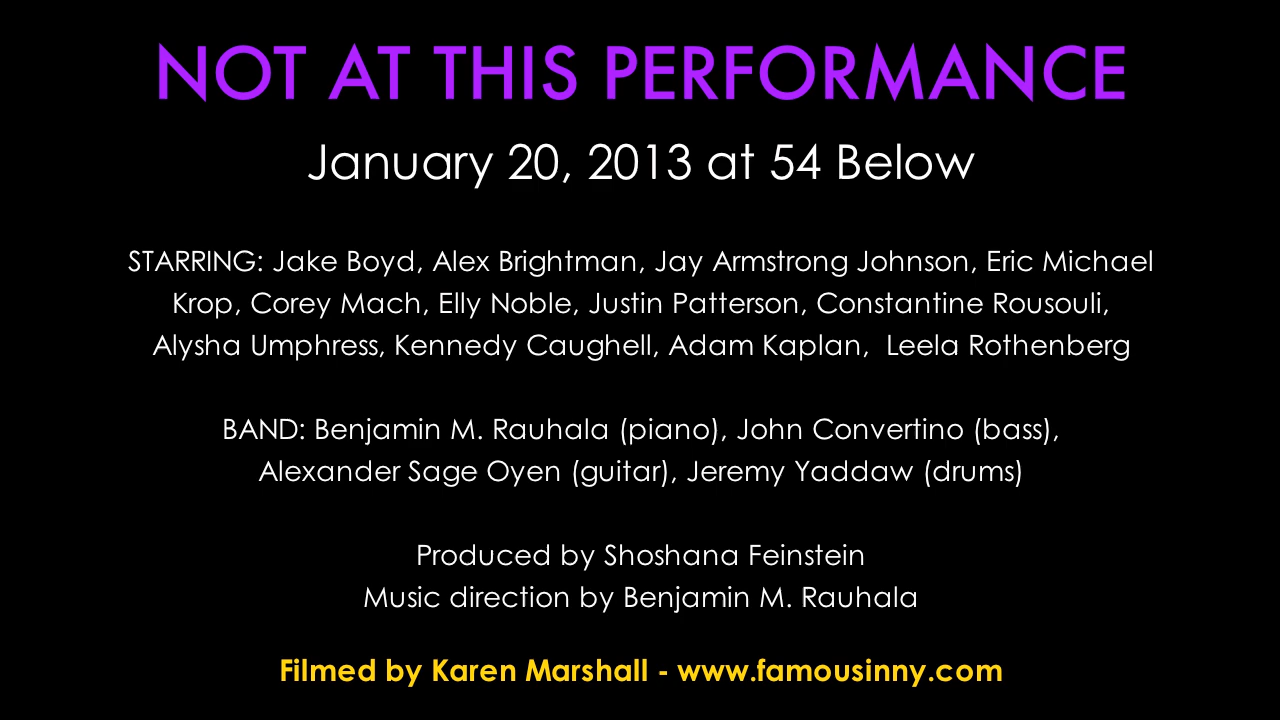 NOT AT THIS PERFORMANCE
January 20, 2013 at 54 Below
STARRING: Jake Boyd, Alex Brightman, Jay Armstrong Johnson, Eric Michael
Krop, Corey Mach, Elly Noble, Justin Patterson, Constantine Rousouli,
Alysha Umphress, Kennedy Caughell, Adam Kaplan,  Leela Rothenberg
BAND: Benjamin M. Rauhala (piano), John Convertino (bass),
Alexander Sage Oyen (guitar), Jeremy Yaddaw (drums)
Produced by Shoshana Feinstein
Music direction by Benjamin M. Rauhala
Filmed by Karen Marshall - www.famousinny.com